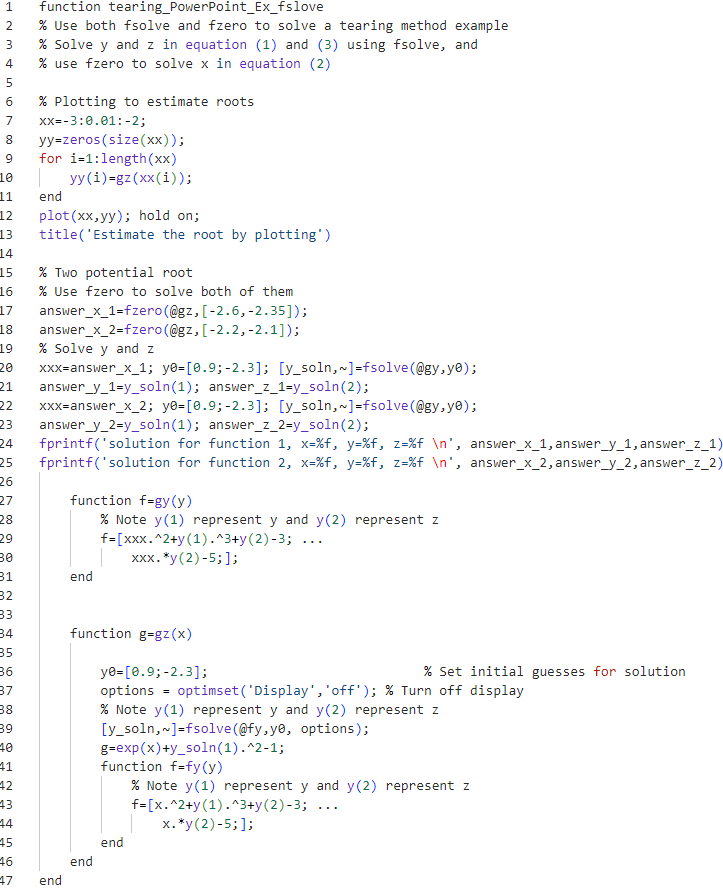 1 function tearing_PowerPoint_Ex_fslove
2 % Use both fsolve and fzero to solve a tearing method example
3 % Solve y and z in equation (1) and (3) using fsolve, and
4 % use fzero to solve x in equation (2)
5
6 % Plotting to estimate roots
7 xx=-3:0.01:-2;
8 yy=zeros(size(xx));
9 for i=1:length(xx)
10 yy(i)=gz(xx(i));
11 end
12 plot(xx,yy); hold on;
13 title('Estimate the root by plotting')
14
15 % Two potential root
16 % Use fzero to solve both of them
17 answer_x_1=fzero(@gz,[-2.6,-2.35]);
18 answer_x_2=fzero(@gz,[-2.2,-2.1]);
19 % Solve y and z
20 xxx=answer_x_1; y0=[0.9;-2.3]; [y_soln,~]=fsolve(@gy,y0);
21 answer_y_1=y_soln(1); answer_z_1=y_soln(2);
22 xxx=answer_x_2; y0=[0.9;-2.3]; [y_soln,~]=fsolve(@gy,y0);
23 answer_y_2=y_soln(1); answer_z_2=y_soln(2);
24 fprintf('solution for function 1, x=%f, y=%f, z=%f \n', answer_x_1,answer_y_1,answer_z_1)
25 fprintf('solution for function 2, x=%f, y=%f, z=%f \n', answer_x_2,answer_y_2,answer_z_2)
26
27 function f=gy(y)
28 % Note y(1) represent y and y(2) represent z
29 f=[xxx.^2+y(1).^3+y(2)-3; ...
30 xxx.*y(2)-5;];
31 end
32
33
34 function g=gz(x)
35
36 y0=[0.9;-2.3]; % Set initial guesses for solution
37 options = optimset('Display','off'); % Turn off display
38 % Note y(1) represent y and y(2) represent z
39 [y_soln,~]=fsolve(@fy,y0, options);
40 g=exp(x)+y_soln(1).^2-1;
41 function f=fy(y)
42 % Note y(1) represent y and y(2) represent z
43 f=[x.^2+y(1).^3+y(2)-3; ...
44 x.*y(2)-5;];
45 end
46 end
47 end